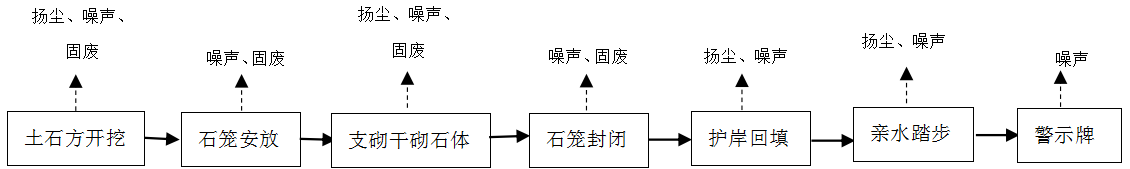 扬尘、噪声、
固废
噪声、固废
扬尘、噪声、
固废
噪声、固废
扬尘、噪声
扬尘、噪声
噪声
土石方开挖
石笼安放
支砌干砌石体
石笼封闭
护岸回填
亲水踏步
警示牌